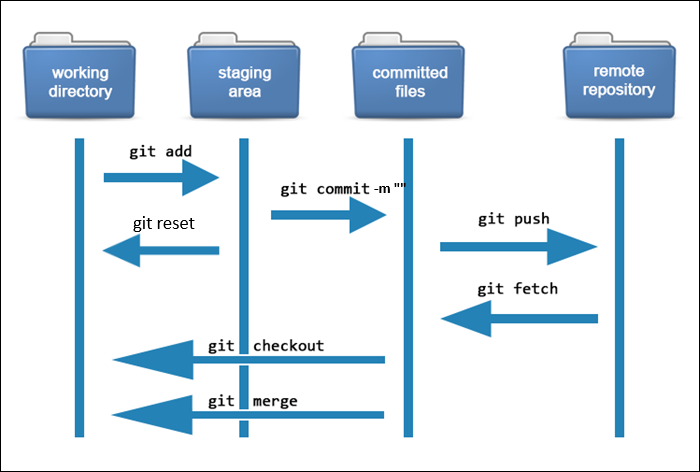 working
directory
staging
area
committed
files
remote
repository
git add
git commit -m ""
git reset
git push
git fetch
git checkout
git merge